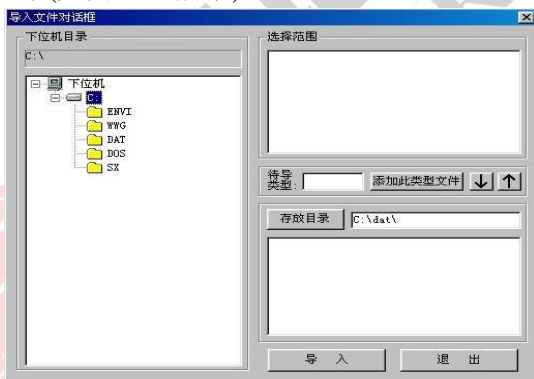 导入文件对话框
下位机目录
C:\
下位机
C:
ENVI
WWG
DAT
DOS
SX
选择范围
待导
类型:
添加此类型文件
存放目录
C:\dat\
导 入
退 出